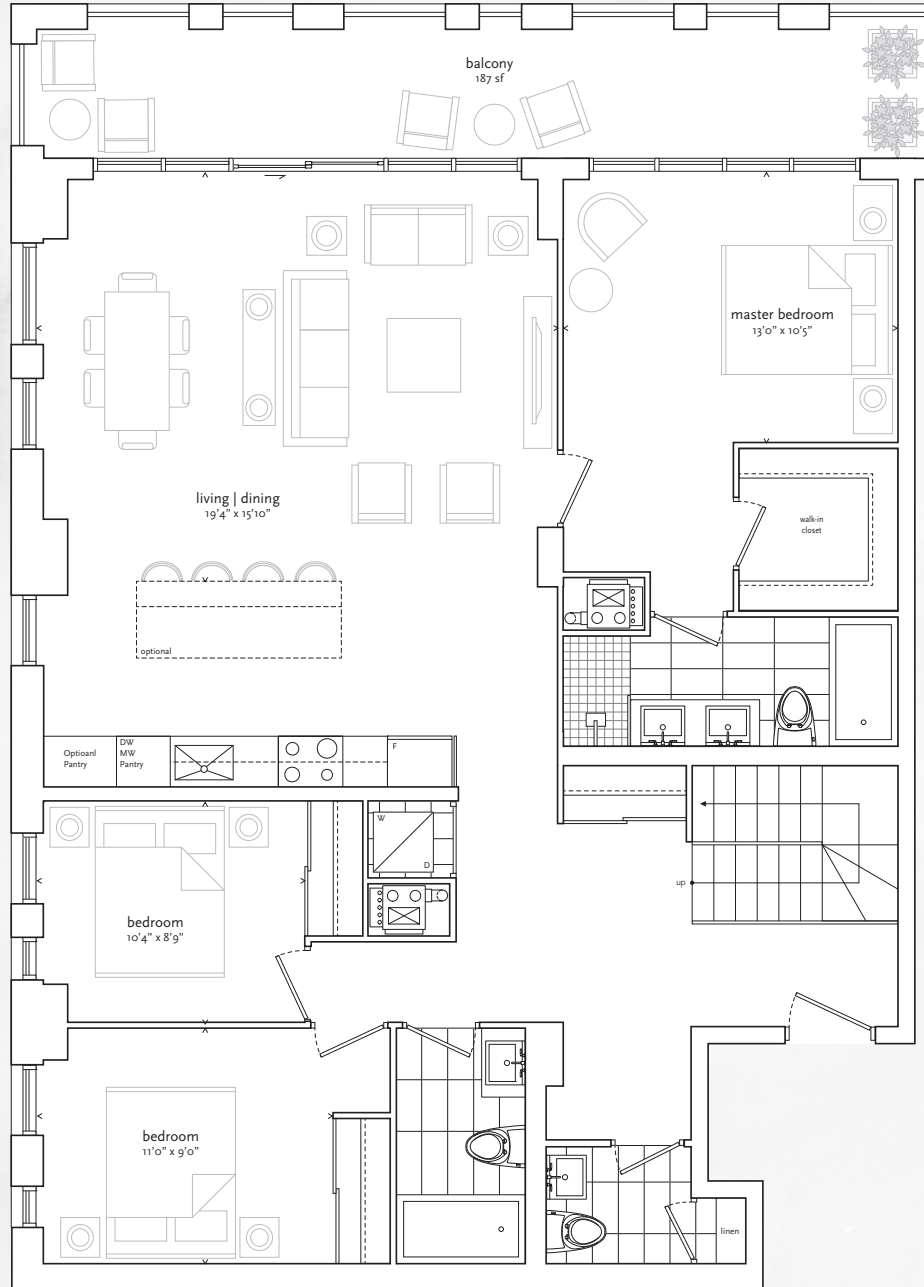 balcony
187 sf
master bedroom
13'0" x 10'5"
living | dining
19'4" x 15'10"
walk-in
closet
optional
Optioanl
Pantry
DW
MW
Pantry
F
W
D
up
bedroom
10'4" x 8'9"
bedroom
11'0" x 9'0"
linen